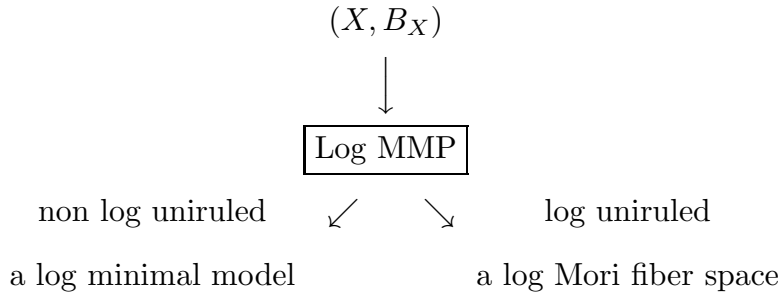 (X, B_X)
Log MMP
non log uniruled log uniruled
a log minimal model a log Mori fiber space